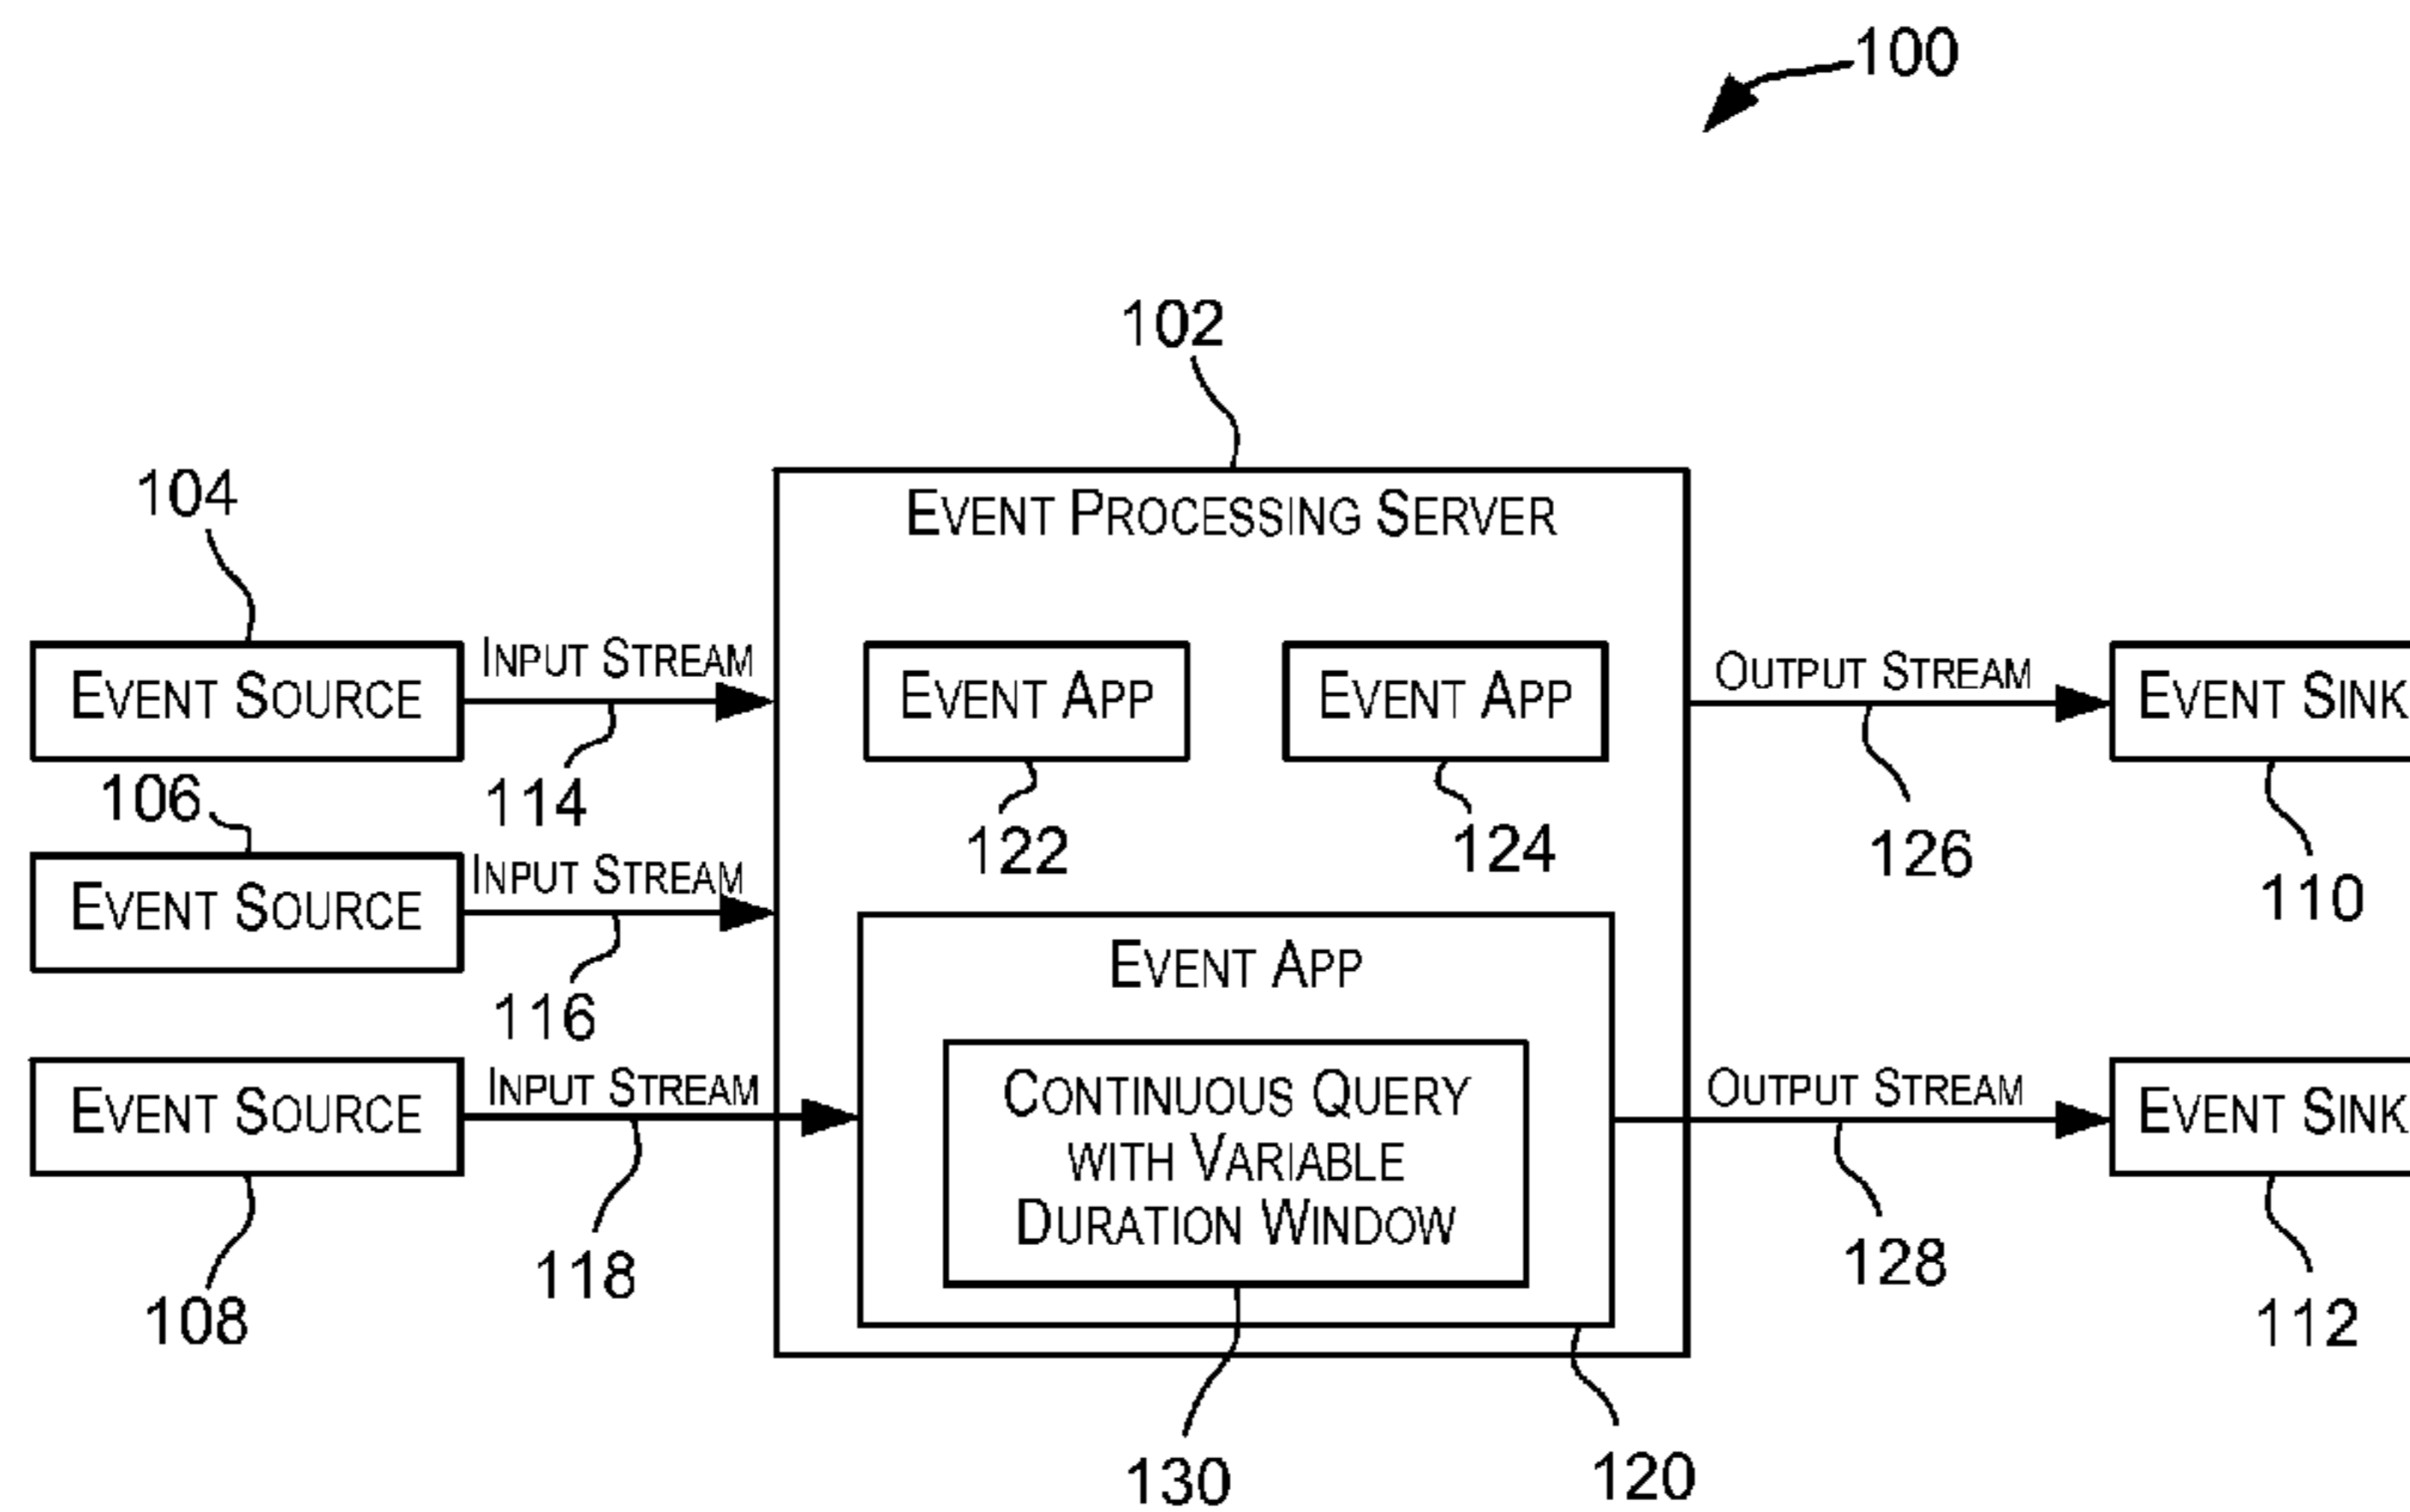 100
102
EVENT PROCESSING SERVER
104
EVENT SOURCE
INPUT STREAM
114
EVENT APP
122
EVENT APP
124
OUTPUT STREAM
126
EVENT SINK
110
106
EVENT SOURCE
INPUT STREAM
116
EVENT APP
EVENT SOURCE
108
INPUT STREAM
118
CONTINUOUS QUERY
WITH VARIABLE
DURATION WINDOW
130
120
OUTPUT STREAM
128
EVENT SINK
112